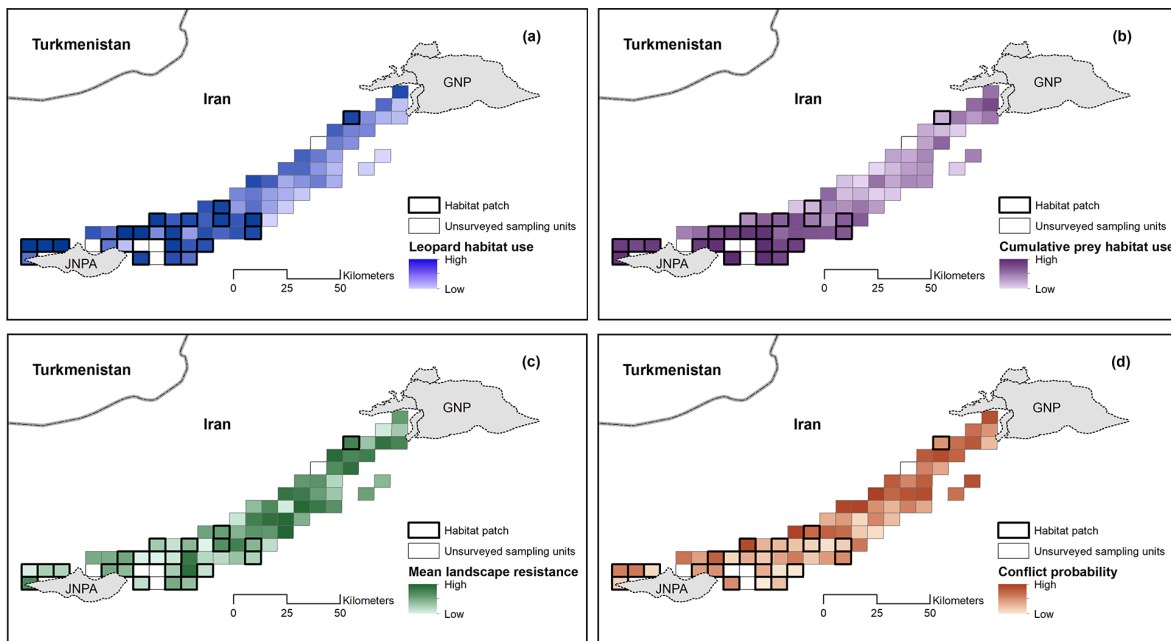 (a)
Turkmenistan
Iran
GNP
JNPA
Habitat patch
Unsurveyed sampling units
Leopard habitat use
High
Low
Kilometers
0 25 50
(b)
Turkmenistan
Iran
GNP
JNPA
Habitat patch
Unsurveyed sampling units
Cumulative prey habitat use
High
Low
Kilometers
0 25 50
(c)
Turkmenistan
Iran
GNP
JNPA
Habitat patch
Unsurveyed sampling units
Mean landscape resistance
High
Low
Kilometers
0 25 50
(d)
Turkmenistan
Iran
GNP
JNPA
Habitat patch
Unsurveyed sampling units
Conflict probability
High
Low
Kilometers
0 25 50